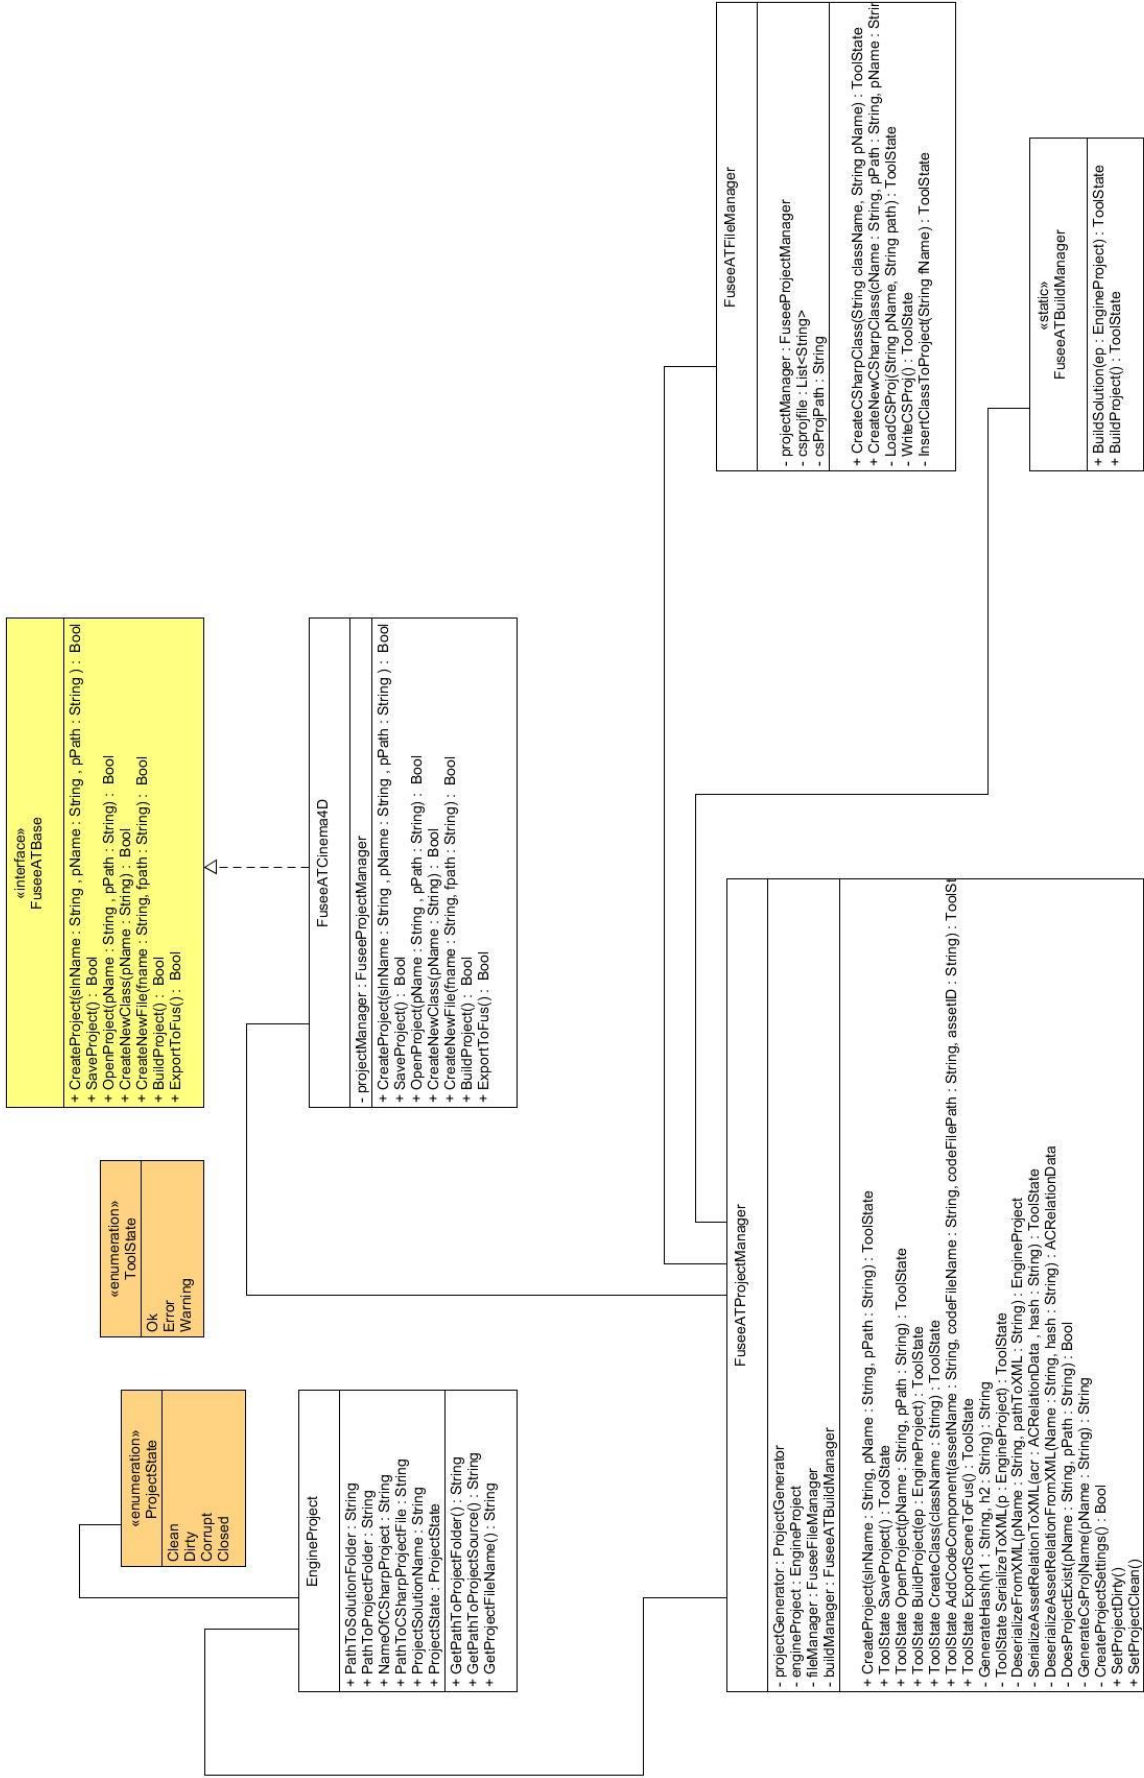 «enumeration»
ProjectState
Clean
Dirty
Corrupt
Closed
«enumeration»
ToolState
Ok
Error
Warning
«interface»
FuseeATBase
+ CreateProject(slnName : String , pName : String , pPath : String ) : Bool
+ SaveProject() : Bool
+ OpenProject(pName : String , pPath : String) : Bool
+ CreateNewClass(pName : String) : Bool
+ CreateNewFile(fname : String, fpath : String) : Bool
+ BuildProject() : Bool
+ ExportToFus() : Bool
EngineProject
+ PathToSolutionFolder : String
+ PathToProjectFolder : String
+ NameOfCSharpProject : String
+ PathToCSharpProjectFile : String
+ ProjectSolutionName : String
+ ProjectState : ProjectState
+ GetPathToProjectFolder() : String
+ GetPathToProjectSource() : String
+ GetProjectFileName() : String
FuseeATCinema4D
- projectManager : FuseeProjectManager
+ CreateProject(slnName : String , pName : String , pPath : String ) : Bool
+ SaveProject() : Bool
+ OpenProject(pName : String , pPath : String) : Bool
+ CreateNewClass(pName : String) : Bool
+ CreateNewFile(fname : String, fpath : String) : Bool
+ BuildProject() : Bool
+ ExportToFus() : Bool
FuseeATProjectManager
- projectGenerator : ProjectGenerator
- engineProject : EngineProject
- fileManager : FuseeFileManager
- buildManager : FuseeATBuildManager
+ CreateProject(slnName : String, pName : String, pPath : String) : ToolState
+ ToolState SaveProject() : ToolState
+ ToolState OpenProject(pName : String, pPath : String) : ToolState
+ ToolState BuildProject(ep : EngineProject) : ToolState
+ ToolState CreateClass(className : String) : ToolState
+ ToolState AddCodeComponent(assetName : String, codeFileName : String, codeFilePath : String, assetID : String) : ToolSt
+ ToolState ExportSceneToFus() : ToolState
- GenerateHash(h1 : String, h2 : String) : String
- ToolState SerializeToXML(p : EngineProject) : ToolState
- DeserializeFromXML(pName : String, pathToXML : String) : EngineProject
- SerializeAssetRelationToXML(acr : ACRelationData , hash : String) : ToolState
- DeserializeAssetRelationFromXML(Name : String, hash : String) : ACRelationData
- DoesProjectExist(pName : String, pPath : String) : Bool
- GenerateCsProjName(pName : String) : String
- CreateProjectSettings() : Bool
+ SetProjectDirty()
+ SetProjectClean()
FuseeATFileManager
- projectManager : FuseeProjectManager
- csprojfile : List<String>
- csProjPath : String
+ CreateCSharpClass(String className, String pName) : ToolState
+ CreateNewCSharpClass(cName : String, pPath : String, pName : Strin
- LoadCSProj(String pName, String path) : ToolState
- WriteCSProj() : ToolState
- InsertClassToProject(String fName) : ToolState
«static»
FuseeATBuildManager
+ BuildSolution(ep : EngineProject) : ToolState
+ BuildProject() : ToolState